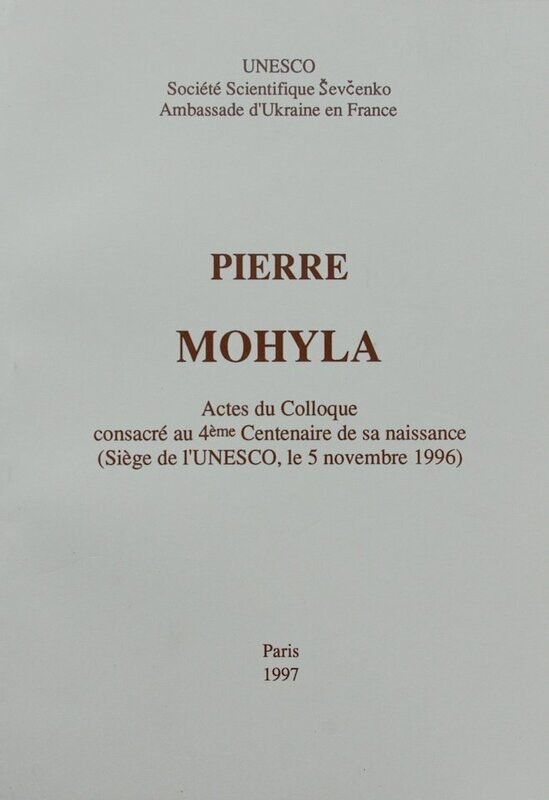 UNESCO
Société Scientifique Ševčenko
Ambassade d'Ukraine en France
PIERRE
MOHYLA
Actes du Colloque
consacré au 4ème Centenaire de sa naissance
(Siège de l'UNESCO, le 5 novembre 1996)
Paris
1997